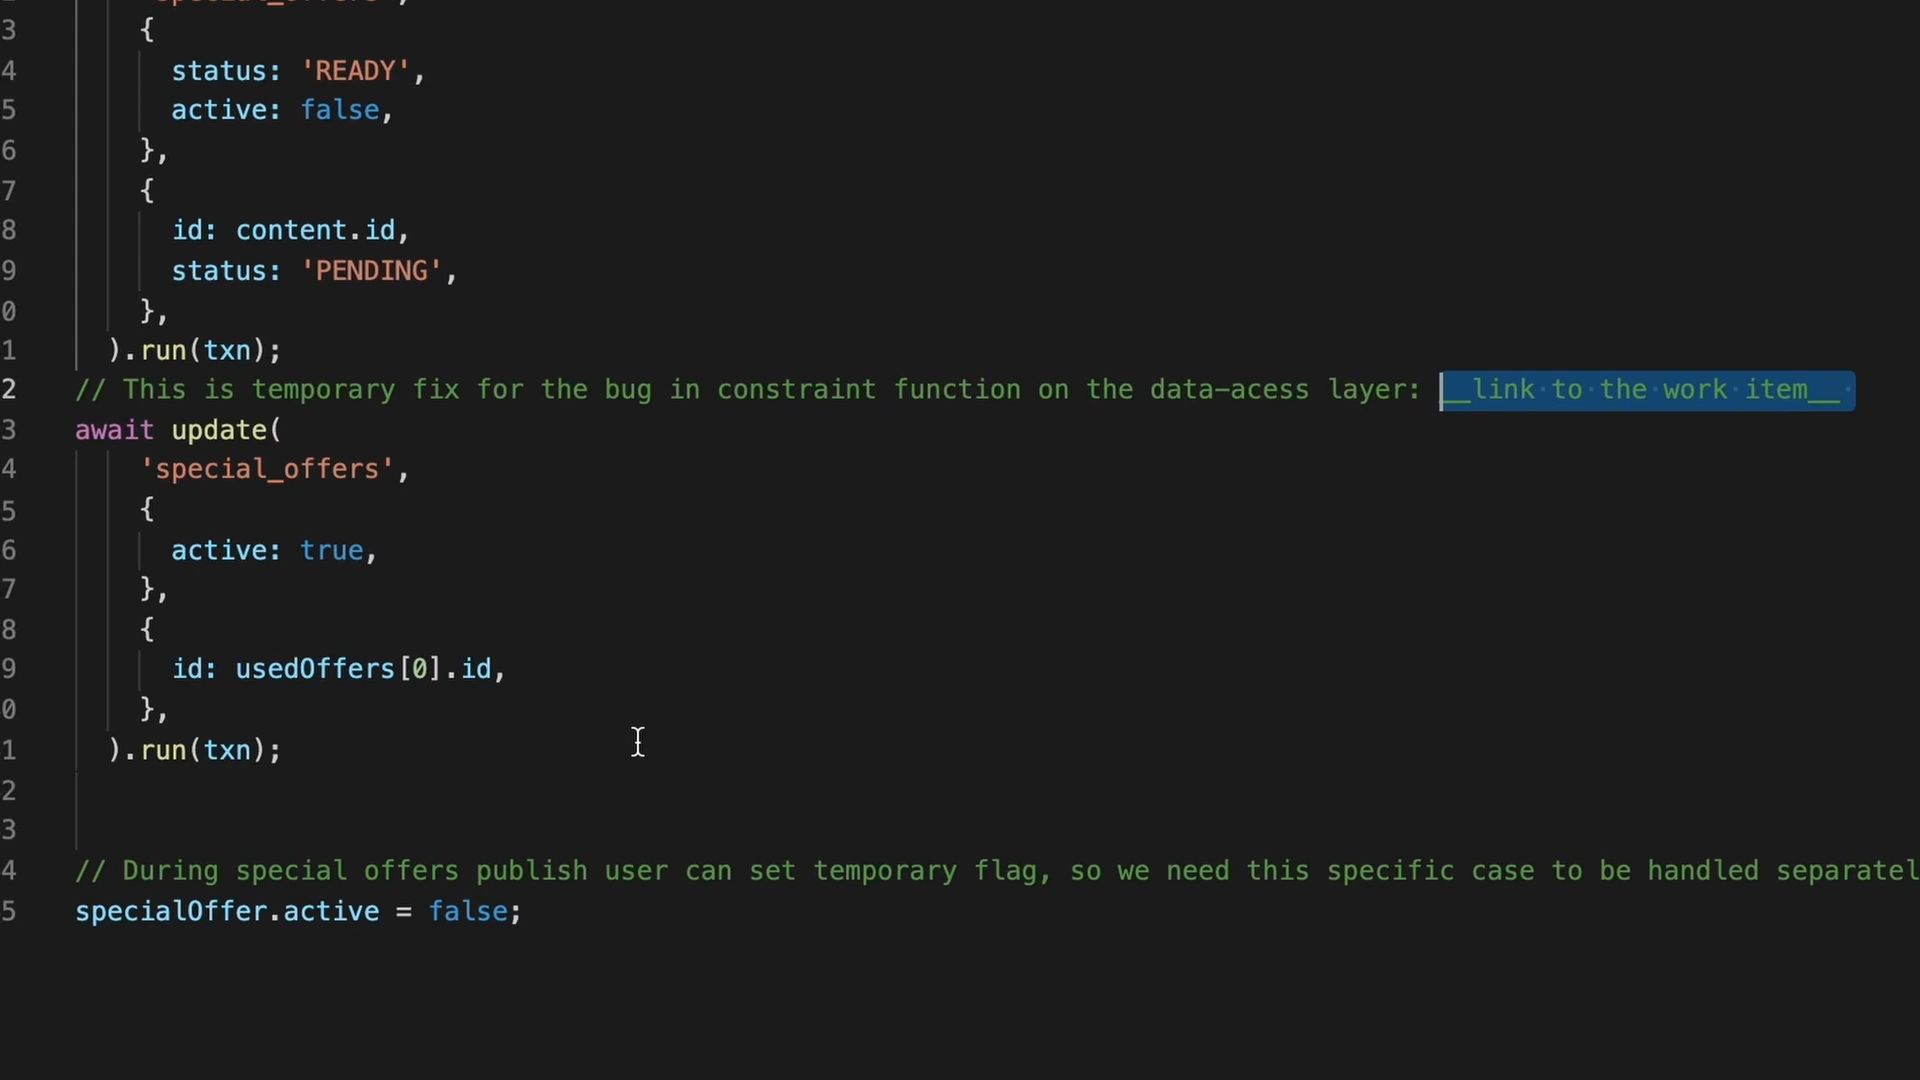 3 {
4 status: 'READY',
5 active: false,
6 },
7 {
8 id: content.id,
9 status: 'PENDING',
0 },
1 ).run(txn);
2 // This is temporary fix for the bug in constraint function on the data-acess layer: __link to the work item__
3 await update(
4 'special_offers',
5 {
6 active: true,
7 },
8 {
9 id: usedOffers[0].id,
0 },
1 ).run(txn);
2
3
4 // During special offers publish user can set temporary flag, so we need this specific case to be handled separatel
5 specialOffer.active = false;